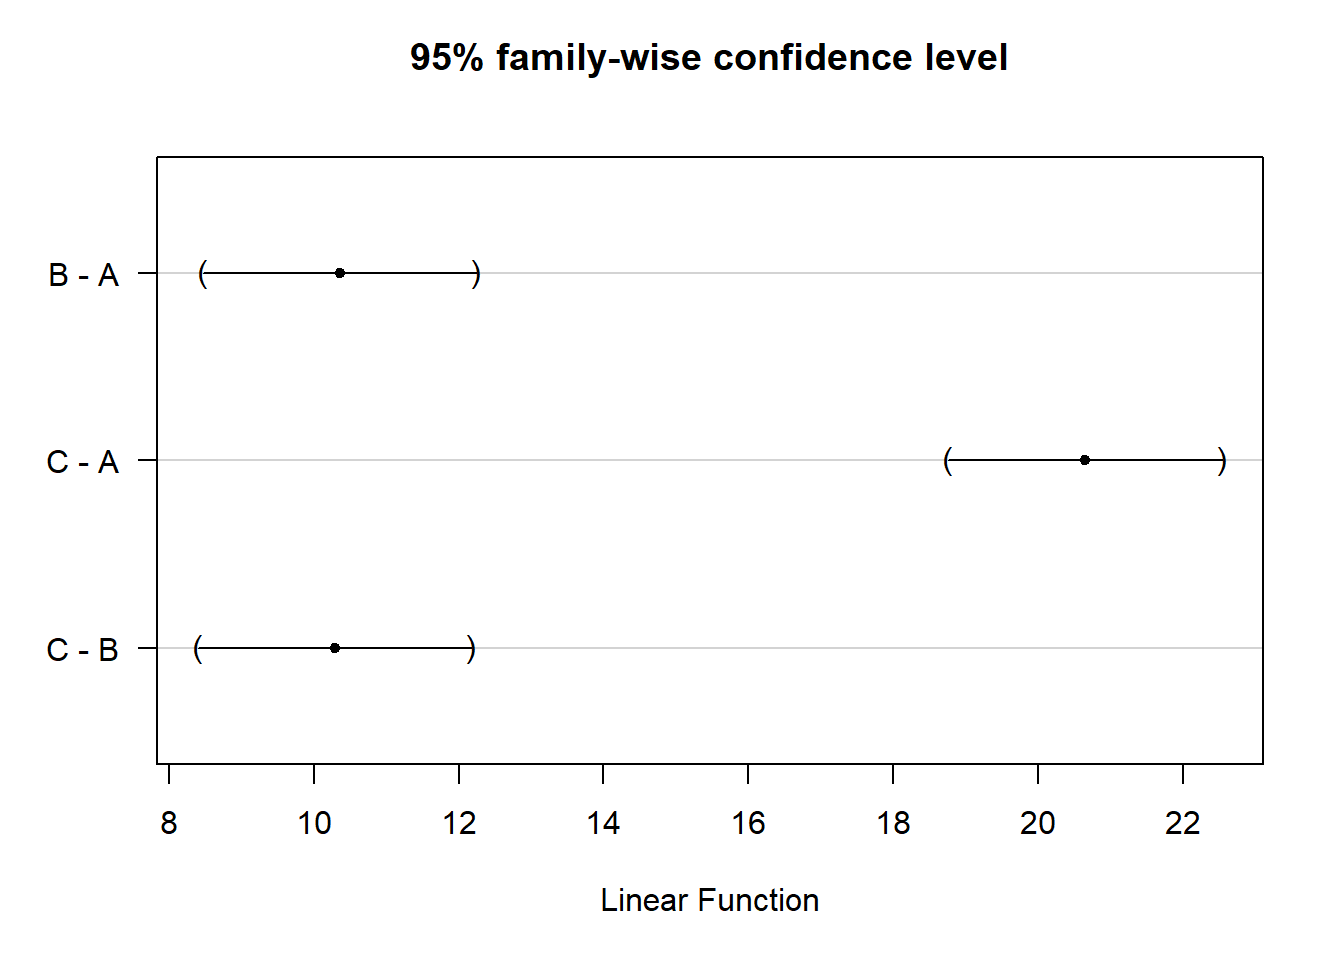 95% family-wise confidence level
B - A
C - A
C - B
8 10 12 14 16 18 20 22
Linear Function